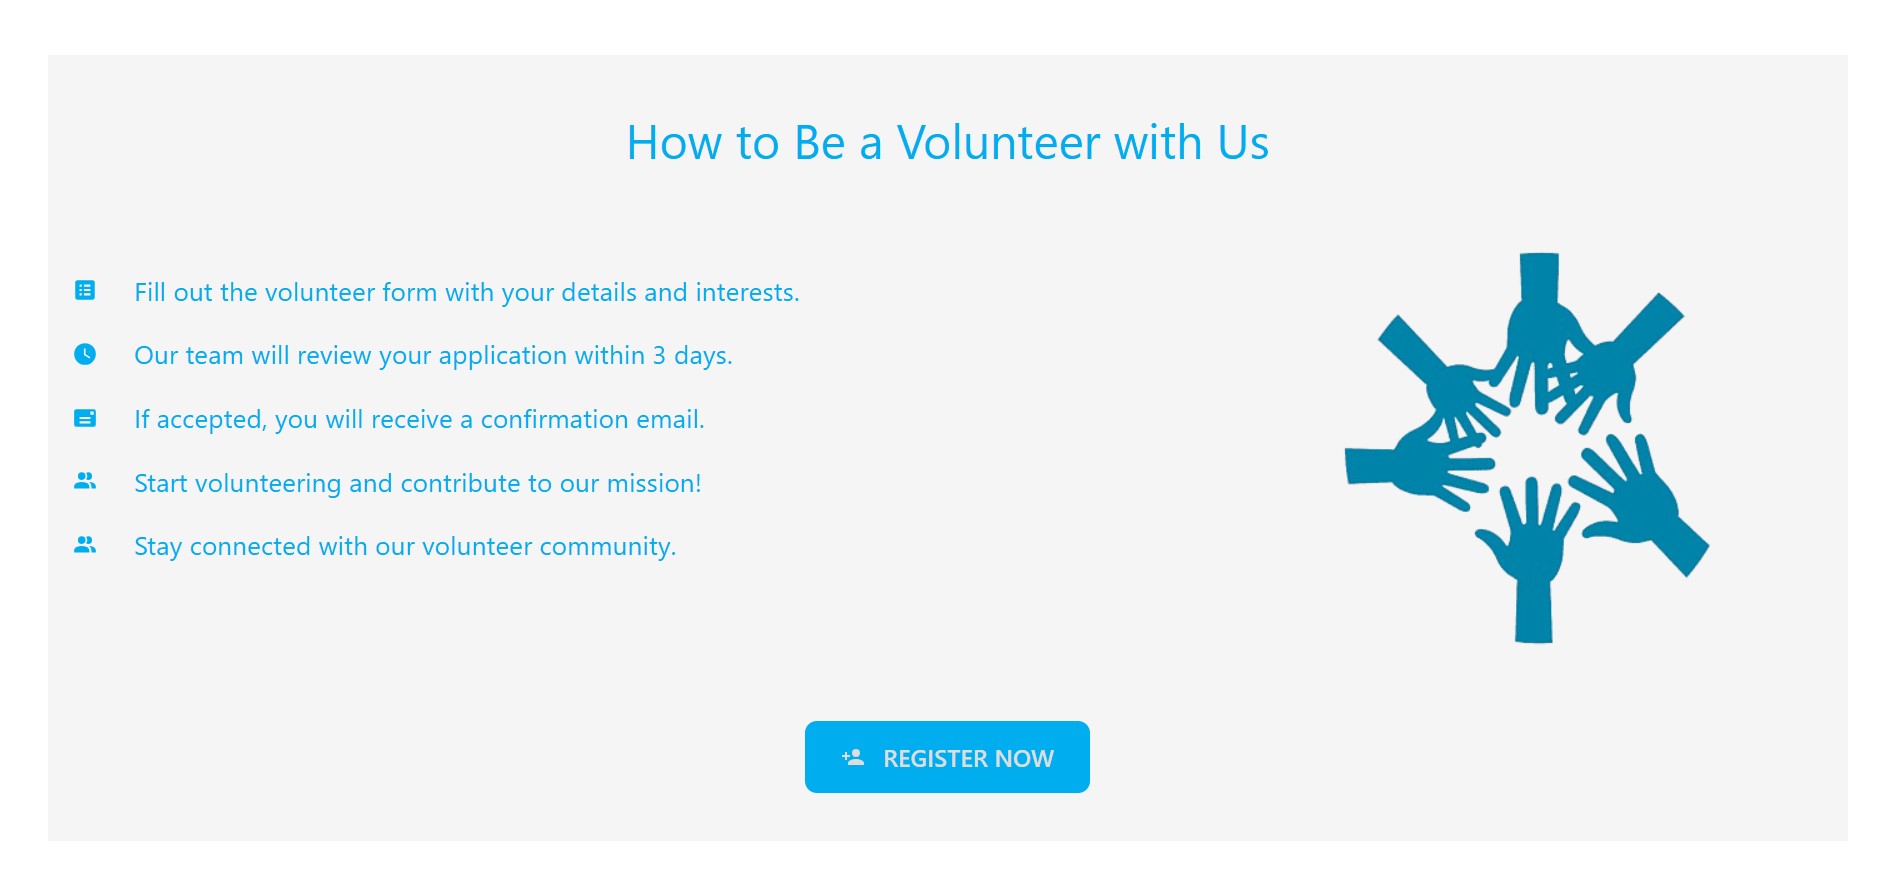 How to Be a Volunteer with Us
Fill out the volunteer form with your details and interests.
Our team will review your application within 3 days.
If accepted, you will receive a confirmation email.
Start volunteering and contribute to our mission!
Stay connected with our volunteer community.
REGISTER NOW